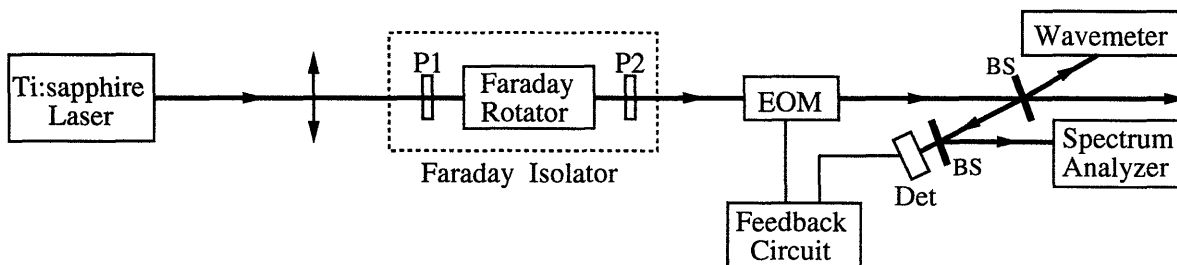 Ti:sapphire
Laser
P1
Faraday
Rotator
P2
Faraday Isolator
EOM
Feedback
Circuit
Det
BS
BS
Wavemeter
Spectrum
Analyzer